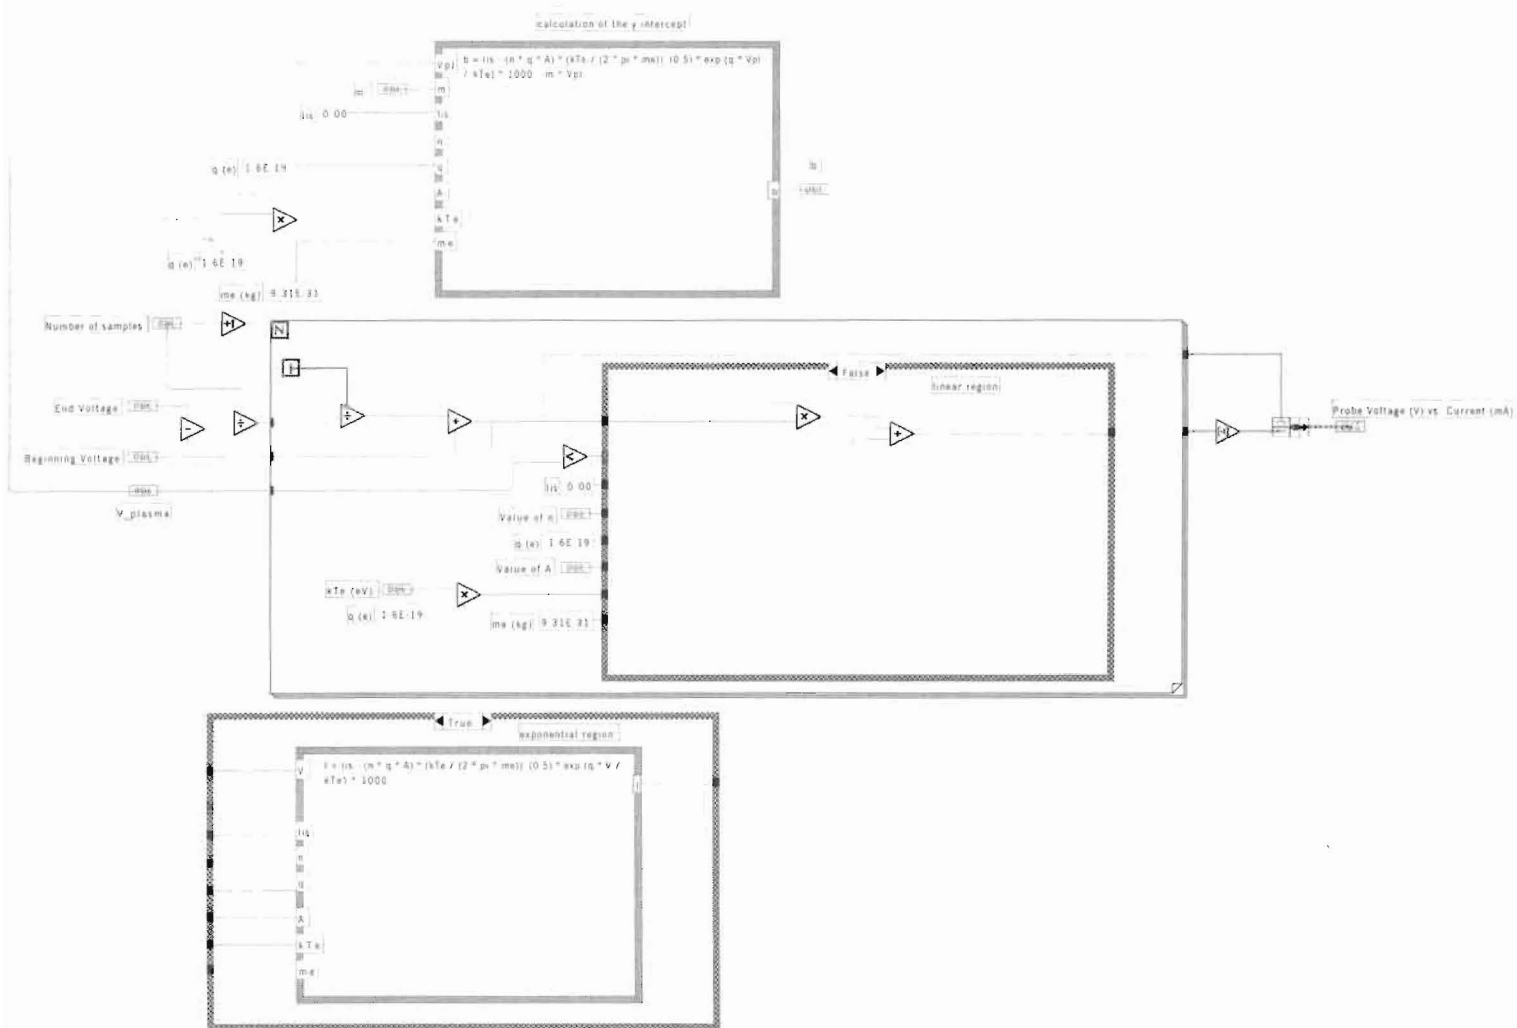 calculation of the y intercept
Vpl
b = (Iis - (n * q * A) * (kTe / (2 * pi * me)) (0.5) * exp (q * Vpl
/ kTe) * 1000 - m * Vpl
m
m
Iis 0.00
Iis
n
q (e) 1.6E-19
q
b
A
b
kTe
me
q (e) 1.6E-19
me (kg) 9.31E-31
Number of samples
+1
N
i
False
linear region
End Voltage
Beginning Voltage
V_plasma
Probe Voltage (V) vs. Current (mA)
Iis 0.00
Value of n
q (e) 1.6E-19
Value of A
kTe (eV)
q (e) 1.6E-19
me (kg) 9.31E-31
True
exponential region
V
I = (Iis - (n * q * A) * (kTe / (2 * pi * me)) (0.5) * exp (q * V /
kTe) * 1000
I
Iis
n
q
A
kTe
me